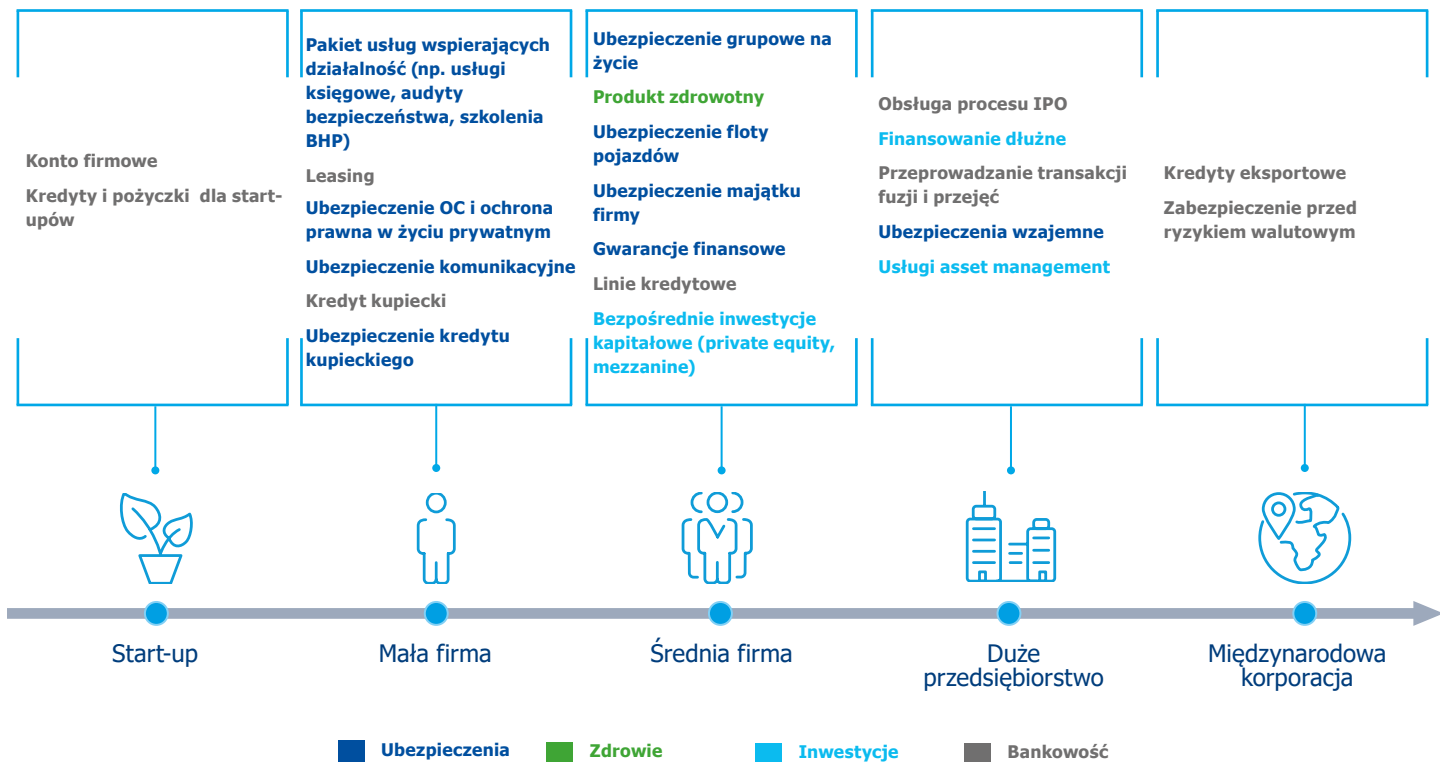 Konto firmowe
Kredyty i pożyczki dla start-
upów
Pakiet usług wspierających
działalność (np. usługi
księgowe, audyty
bezpieczeństwa, szkolenia
BHP)
Leasing
Ubezpieczenie OC i ochrona
prawna w życiu prywatnym
Ubezpieczenie komunikacyjne
Kredyt kupiecki
Ubezpieczenie kredytu
kupieckiego
Ubezpieczenie grupowe na
życie
Produkt zdrowotny
Ubezpieczenie floty
pojazdów
Ubezpieczenie majątku
firmy
Gwarancje finansowe
Linie kredytowe
Bezpośrednie inwestycje
kapitałowe (private equity,
mezzanine)
Obsługa procesu IPO
Finansowanie dłużne
Przeprowadzanie transakcji
fuzji i przejęć
Ubezpieczenia wzajemne
Usługi asset management
Kredyty eksportowe
Zabezpieczenie przed
ryzykiem walutowym
Start-up
Mała firma
Średnia firma
Duże
przedsiębiorstwo
Międzynarodowa
korporacja
Ubezpieczenia
Zdrowie
Inwestycje
Bankowość